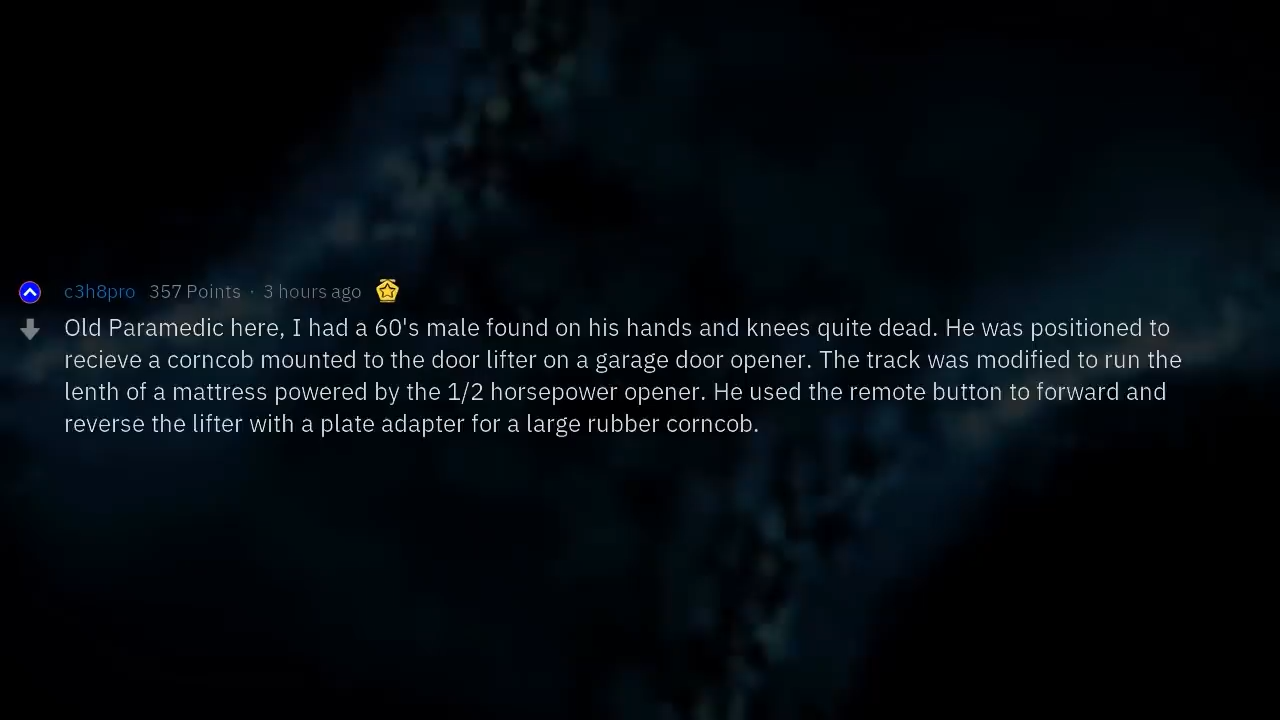 c3h8pro 357 Points · 3 hours ago
Old Paramedic here, I had a 60's male found on his hands and knees quite dead. He was positioned to
recieve a corncob mounted to the door lifter on a garage door opener. The track was modified to run the
lenth of a mattress powered by the 1/2 horsepower opener. He used the remote button to forward and
reverse the lifter with a plate adapter for a large rubber corncob.